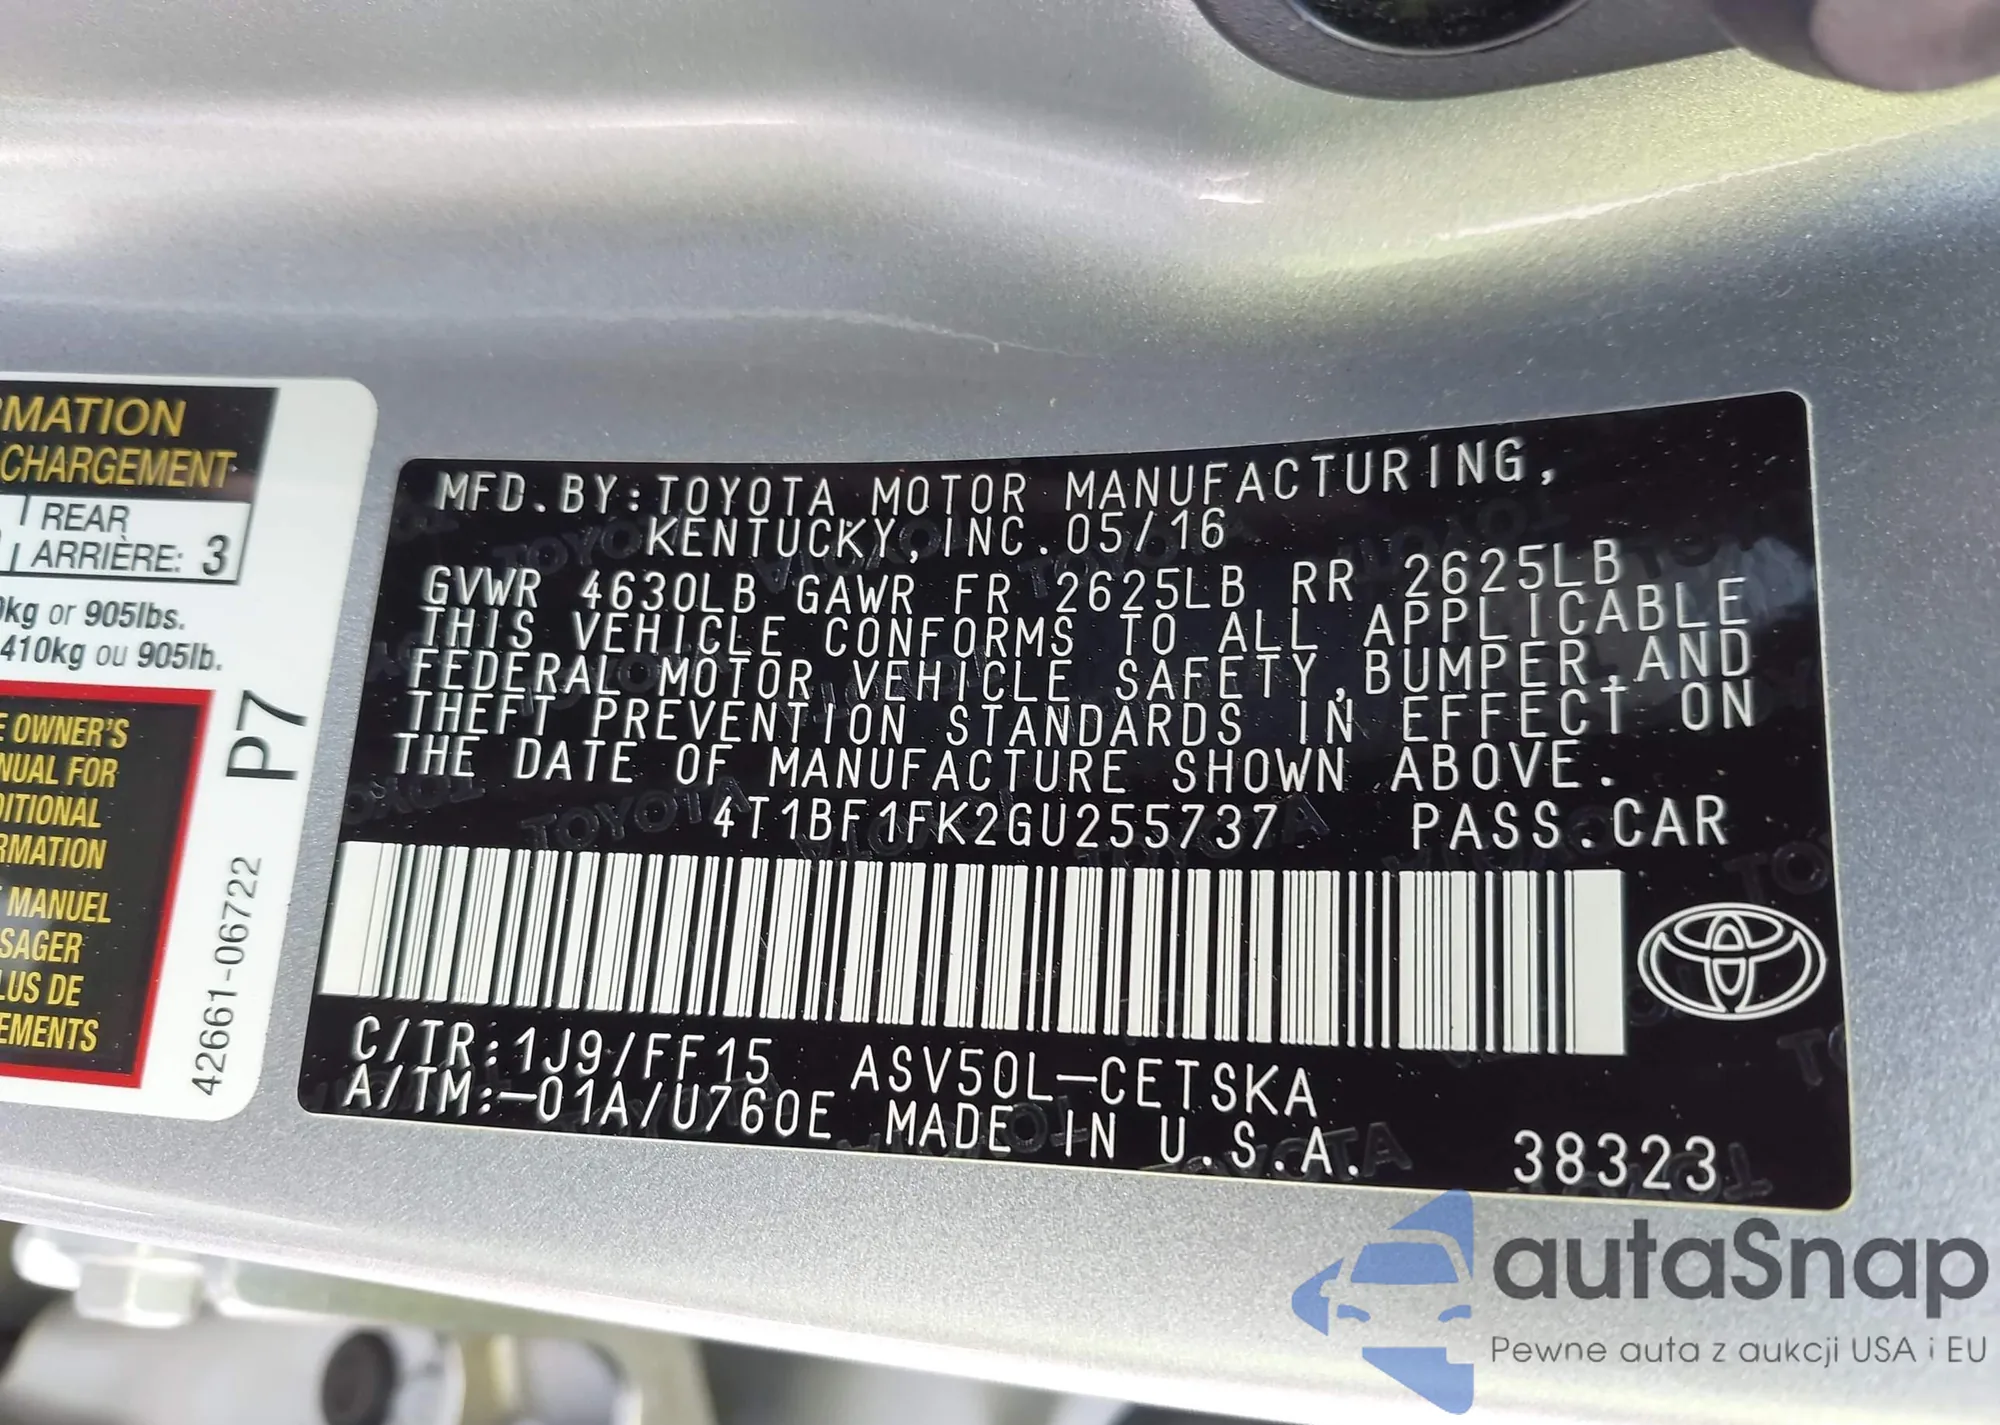 RMATION
CHARGEMENT
REAR
ARRIÈRE: 3
0kg or 905lbs.
410kg ou 905lb.
E OWNER'S
NUAL FOR
DITIONAL
RMATION
MANUEL
SAGER
LUS DE
EMENTS
P7
42661-06722
MFD.BY:TOYOTA MOTOR MANUFACTURING,
KENTUCKY,INC.05/16
GVWR 4630LB GAWR FR 2625LB RR 2625LB
THIS VEHICLE CONFORMS TO ALL APPLICABLE
FEDERAL MOTOR VEHICLE SAFETY,BUMPER,AND
THEFT PREVENTION STANDARDS IN EFFECT ON
THE DATE OF MANUFACTURE SHOWN ABOVE.
4T1BF1FK2GU255737 PASS.CAR
C/TR:1J9/FF15 ASV50L-CETSKA
A/TM:-01A/U760E MADE IN U.S.A. 38323
autaSnap
Pewne auta z aukcji USA i EU